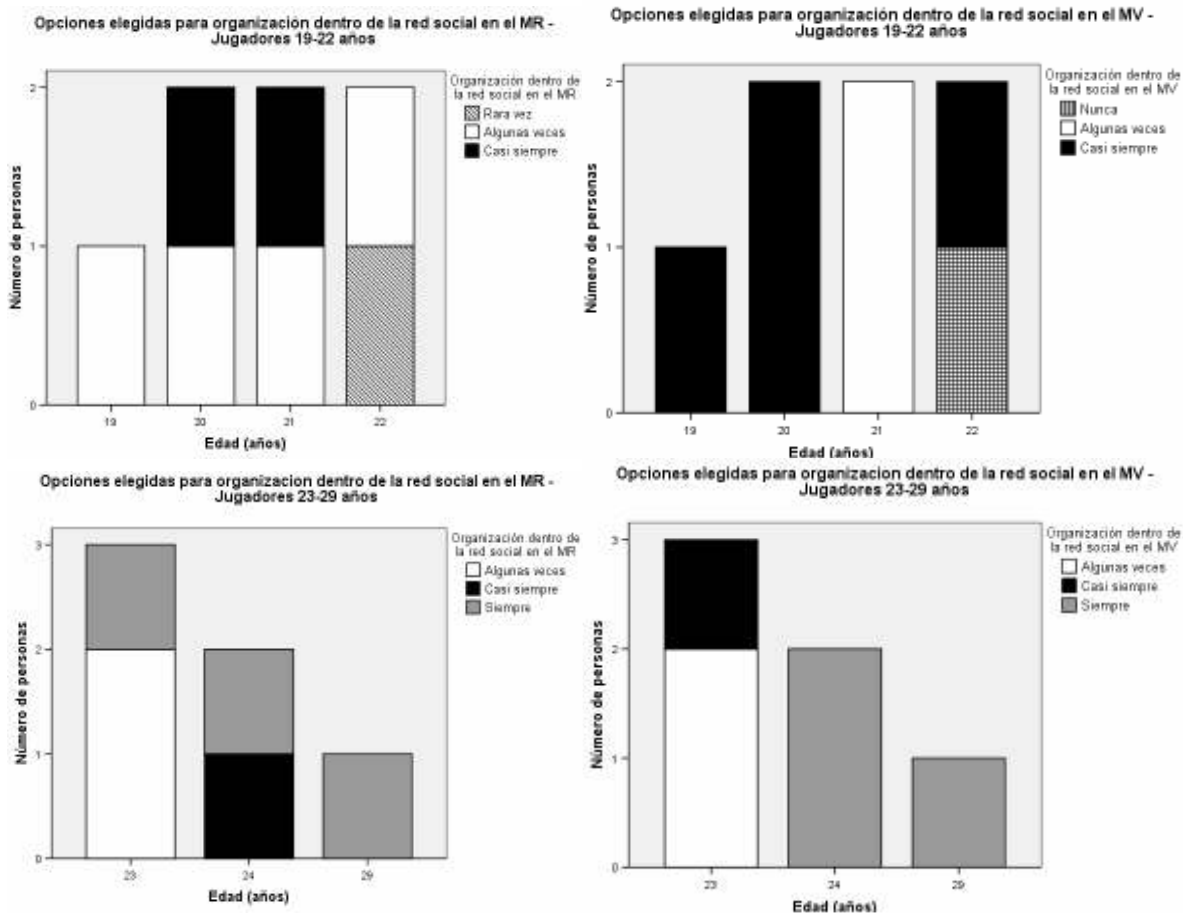 Opciones elegidas para organización dentro de la red social en el MR -
Jugadores 19-22 años
Organización dentro de
la red social en el MR
Rara vez
Algunas veces
Casi siempre
Número de personas
2
1
0
19 20 21 22
Edad (años)
Opciones elegidas para organización dentro de la red social en el MV -
Jugadores 19-22 años
Organización dentro de
la red social en el MV
Nunca
Algunas veces
Casi siempre
Número de personas
2
1
0
19 20 21 22
Edad (años)
Opciones elegidas para organizacion dentro de la red social en el MR -
Jugadores 23-29 años
Organización dentro de
la red social en el MR
Algunas veces
Casi siempre
Siempre
Número de personas
3
2
1
0
23 24 29
Edad (años)
Opciones elegidas para organizacion dentro de la red social en el MV -
Jugadores 23-29 años
Organización dentro de
la red social en el MV
Algunas veces
Casi siempre
Siempre
Número de personas
3
2
1
0
23 24 29
Edad (años)